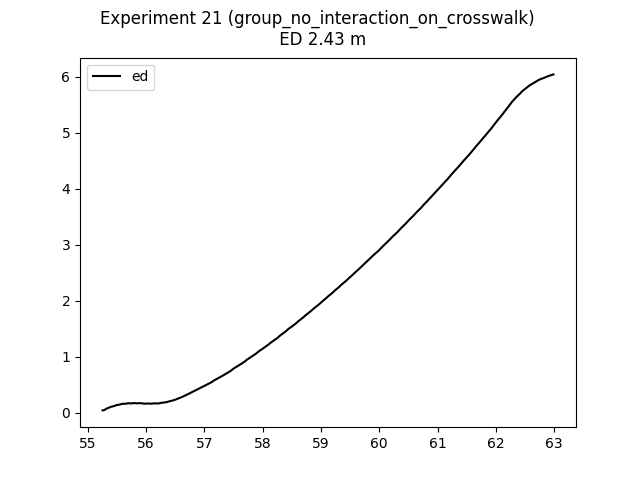 Experiment 21 (group_no_interaction_on_crosswalk)
ED 2.43 m
ed
6
5
4
3
2
1
0
55 56 57 58 59 60 61 62 63